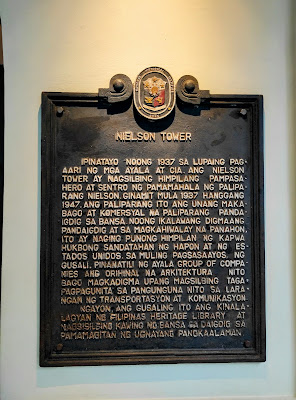 NIELSON TOWER
IPINATAYO NOONG 1937 SA LUPAING PAG
AARI NG MGA AYALA AT CIA. ANG NIELSON
TOWER AY NAGSILBING HIMPILANG PAMPASA-
HERO AT SENTRO NG PAMAMAHALA NG PALIPA-
RANG NIELSON. GINAMIT MULA 1937 HANGGANG
1947, ANG PALIPARANG ITO ANG UNANG MAKA
BAGO AT KOMERSYAL NA PALIPARANG PANDA-
IGDIG SA BANSA. NOONG IKALAWANG DIGMAANG
PANDAIGDIG AT SA MAGKAHIWALAY NA PANAHON,
ITO AY NAGING PUNONG HIMPILAN NG KAPWA
HUKBONG SANDATAHAN NG HAPON AT NG ES-
TADOS UNIDOS. SA MULING PAGSASAYOS, NG
GUSALI, PINANATILI NG AYALA GROUP OF COMPA-
NIES ANG ORIHINAL NA ARKITEKTURA NITO
BAGO MAGKADIGMA UPANG MAGSILBING TAGA-
PAGPAGUNITA SA PANGUNGUNA NITO SA LARA-
NGAN NG TRANSPORTASYON AT KOMUNIKASYON
NGAYON, ANG GUSALING ITO ANG KINALA-
LAGYAN NG FILIPINAS HERITAGE LIBRARY AT
NAGSISILBING KAWING NG BANSA SA DAIGDIG SA
PAMAMAGITAN NG UGNAYANG PANGKAALAMAN